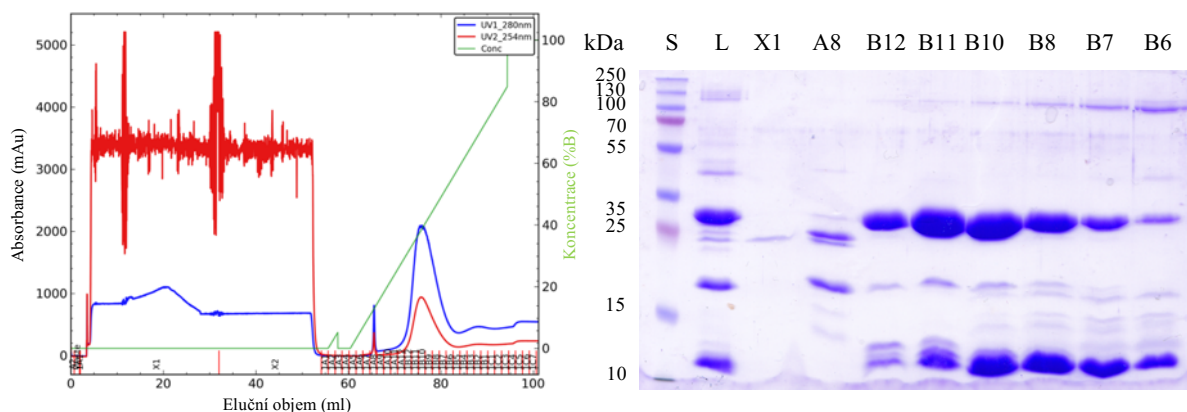 UV1_280nm
UV2_254nm
Conc
Absorbance (mAu)
5000
4000
3000
2000
1000
0
100
80
60
40
20
0
Koncentrace (%B)
X1
X2
0 20 40 60 80 100
Eluční objem (ml)
kDa S L X1 A8 B12 B11 B10 B8 B7 B6
250
130
100
70
55
35
25
15
10